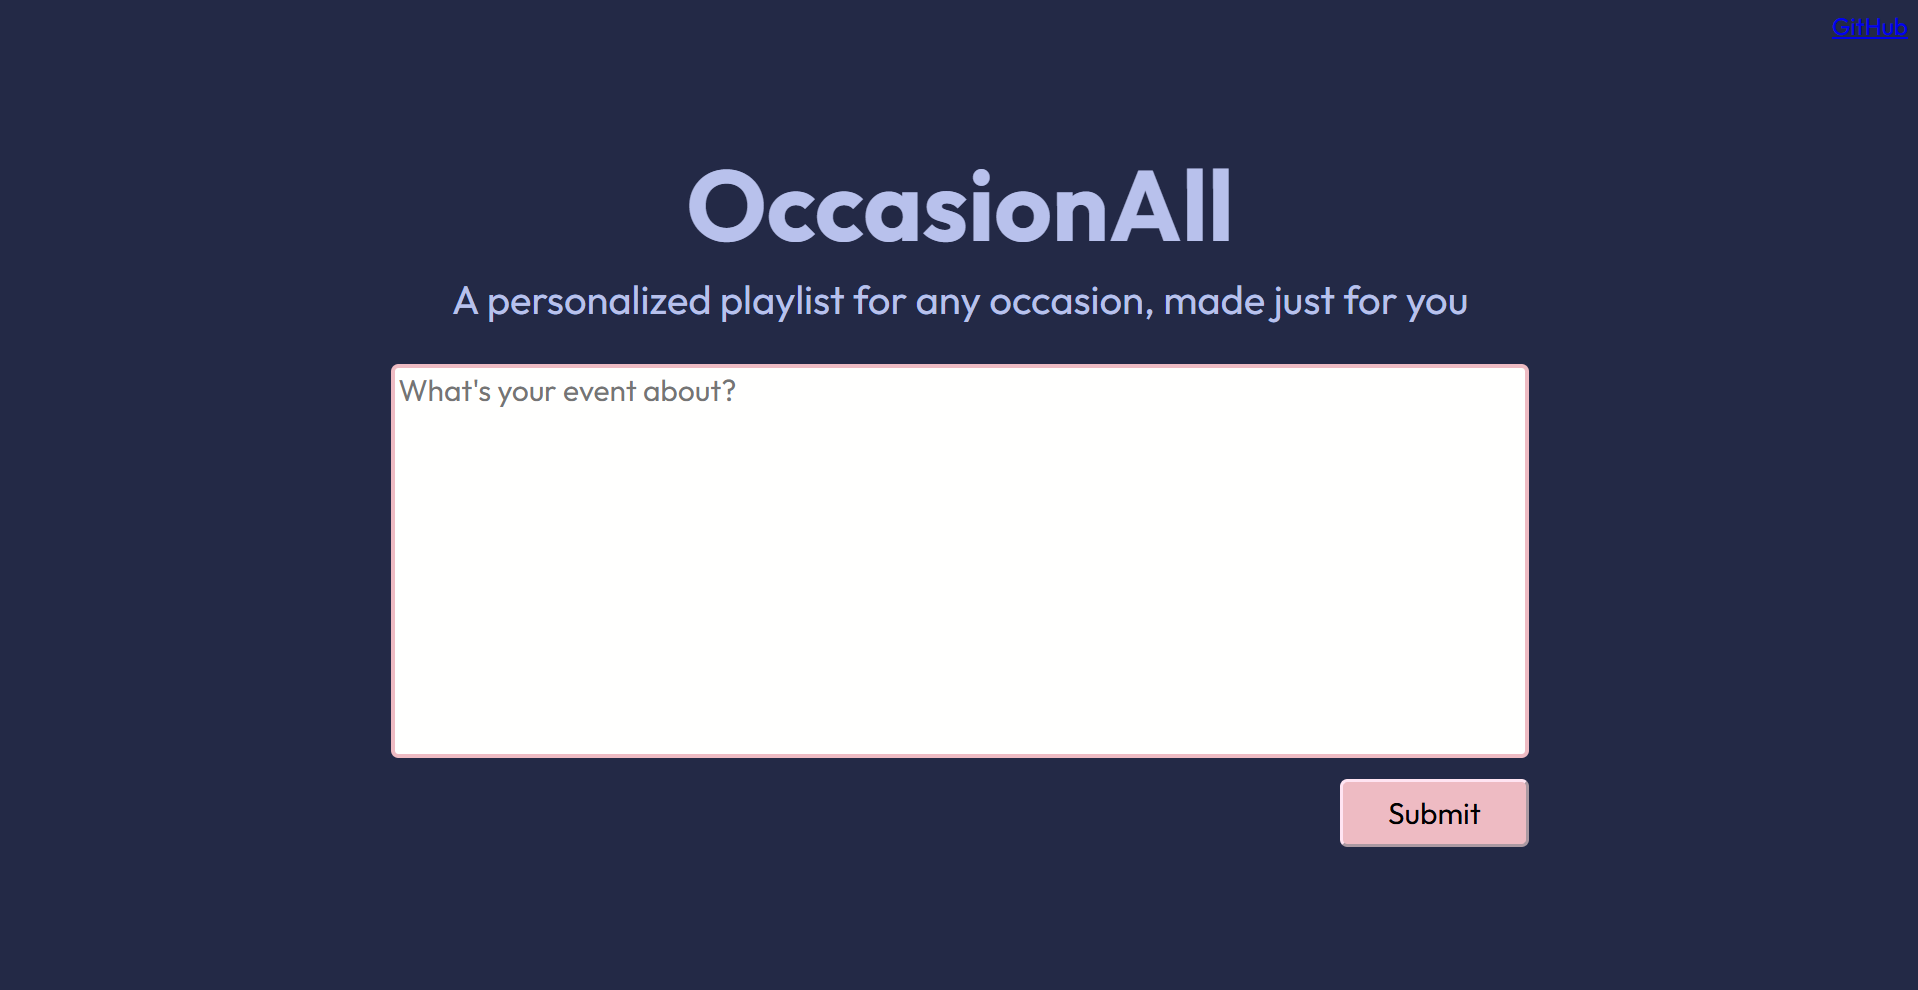 GitHub
OccasionAll
A personalized playlist for any occasion, made just for you
What's your event about?
Submit